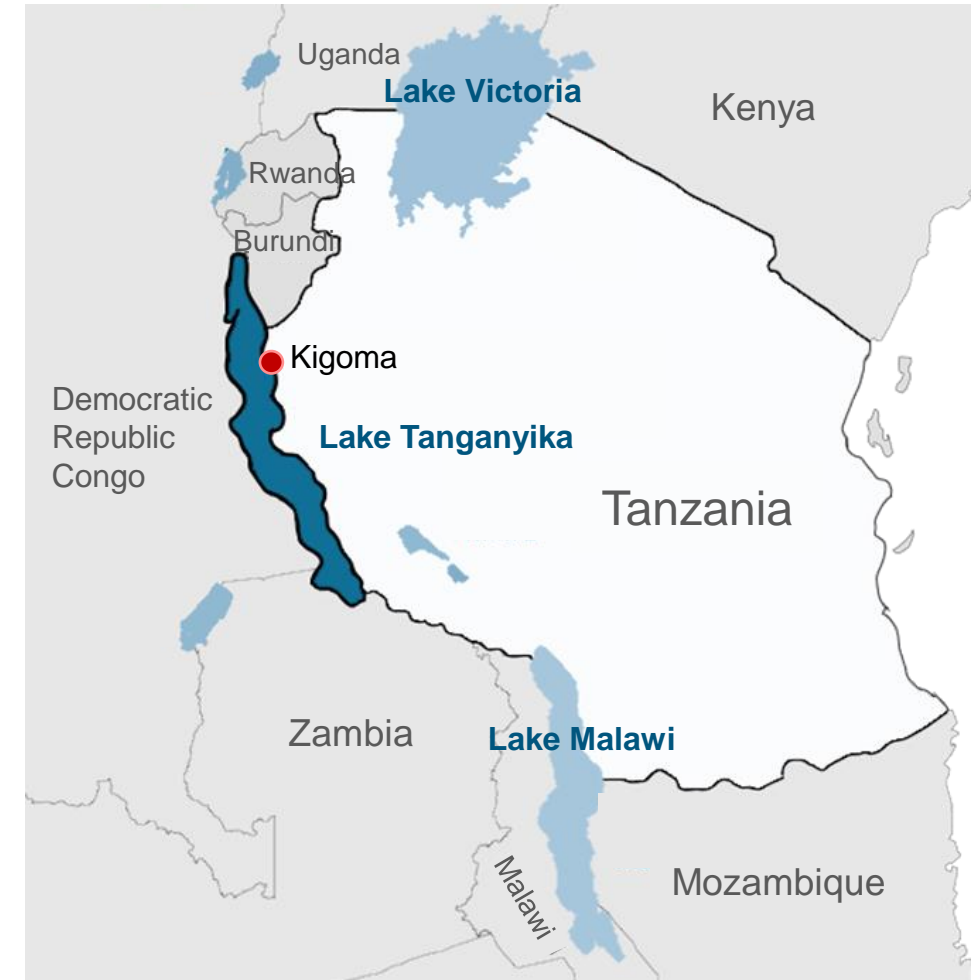 Uganda
Lake Victoria
Kenya
Rwanda
Burundi
Kigoma
Democratic
Republic
Congo
Lake Tanganyika
Tanzania
Zambia
Lake Malawi
Malawi
Mozambique